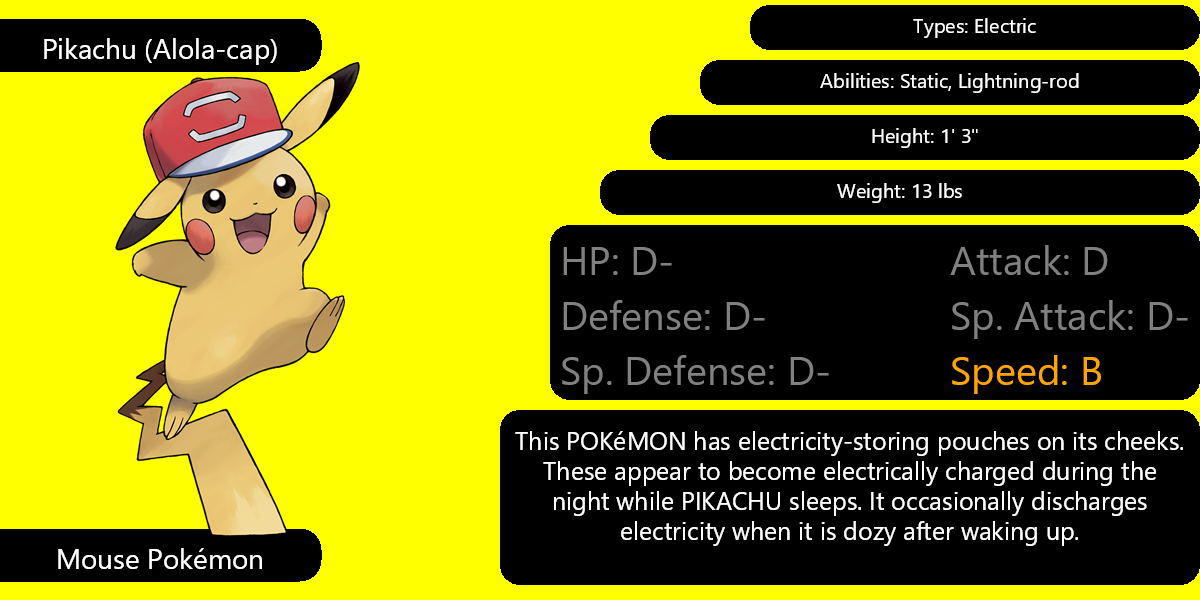 Pikachu (Alola-cap)
Types: Electric
Abilities: Static, Lightning-rod
Height: 1' 3"
Weight: 13 lbs
HP: D-
Attack: D
Defense: D-
Sp. Attack: D-
Sp. Defense: D-
Speed: B
This POKéMON has electricity-storing pouches on its cheeks.
These appear to become electrically charged during the
night while PIKACHU sleeps. It occasionally discharges
electricity when it is dozy after waking up.
Mouse Pokémon